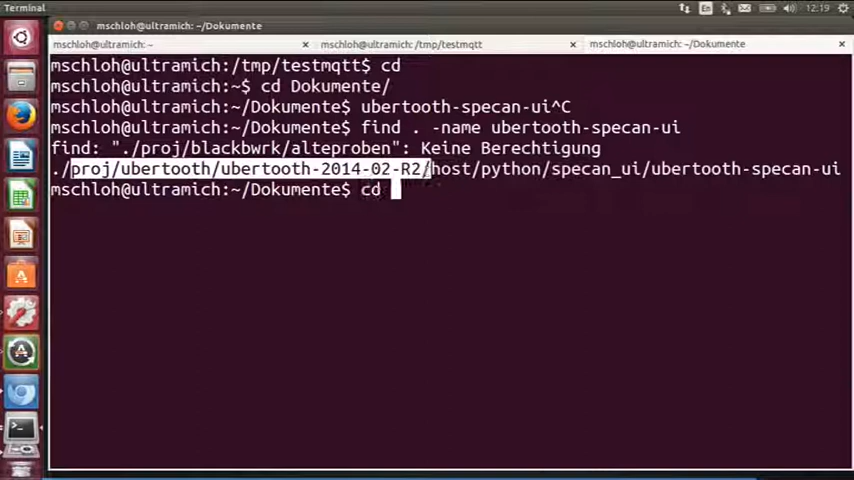 Terminal
En
12:19
mschloh@ultramich: ~/Dokumente
mschloh@ultramich: ~
mschloh@ultramich: /tmp/testmqtt
mschloh@ultramich: ~/Dokumente
mschloh@ultramich:/tmp/testmqtt$ cd
mschloh@ultramich:~$ cd Dokumente/
mschloh@ultramich:~/Dokumente$ ubertooth-specan-ui^C
mschloh@ultramich:~/Dokumente$ find . -name ubertooth-specan-ui
find: "./proj/blackbwrk/alteproben": Keine Berechtigung
./proj/ubertooth/ubertooth-2014-02-R2/host/python/specan_ui/ubertooth-specan-ui
mschloh@ultramich:~/Dokumente$ cd